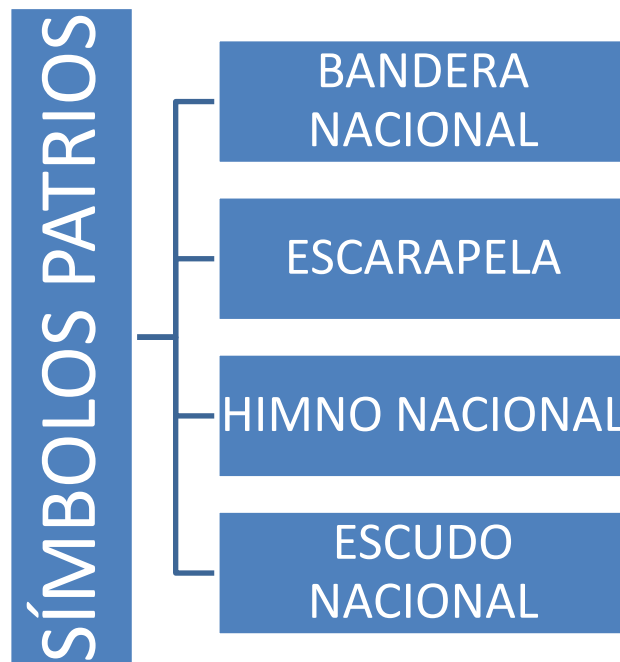 SÍMBOLOS PATRIOS
BANDERA
NACIONAL
ESCARAPELA
HIMNO NACIONAL
ESCUDO
NACIONAL